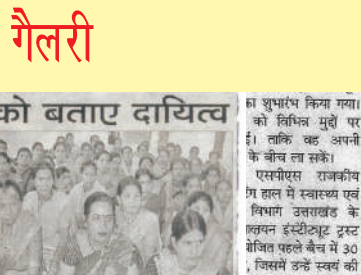 गैलरी
को बताए दायित्व
का शुभारंभ किया गया।
को विभिन्न मुद्दों पर
ताकि वह अपनी
के बीच ला सकें।
एसपीएस राजकीय
हाल में स्वास्थ्य एवं
विभाग उत्तराखंड के
इंस्टीट्यूट ट्रस्ट
पहले बैच में 30
जिसमें उन्हें स्वयं की